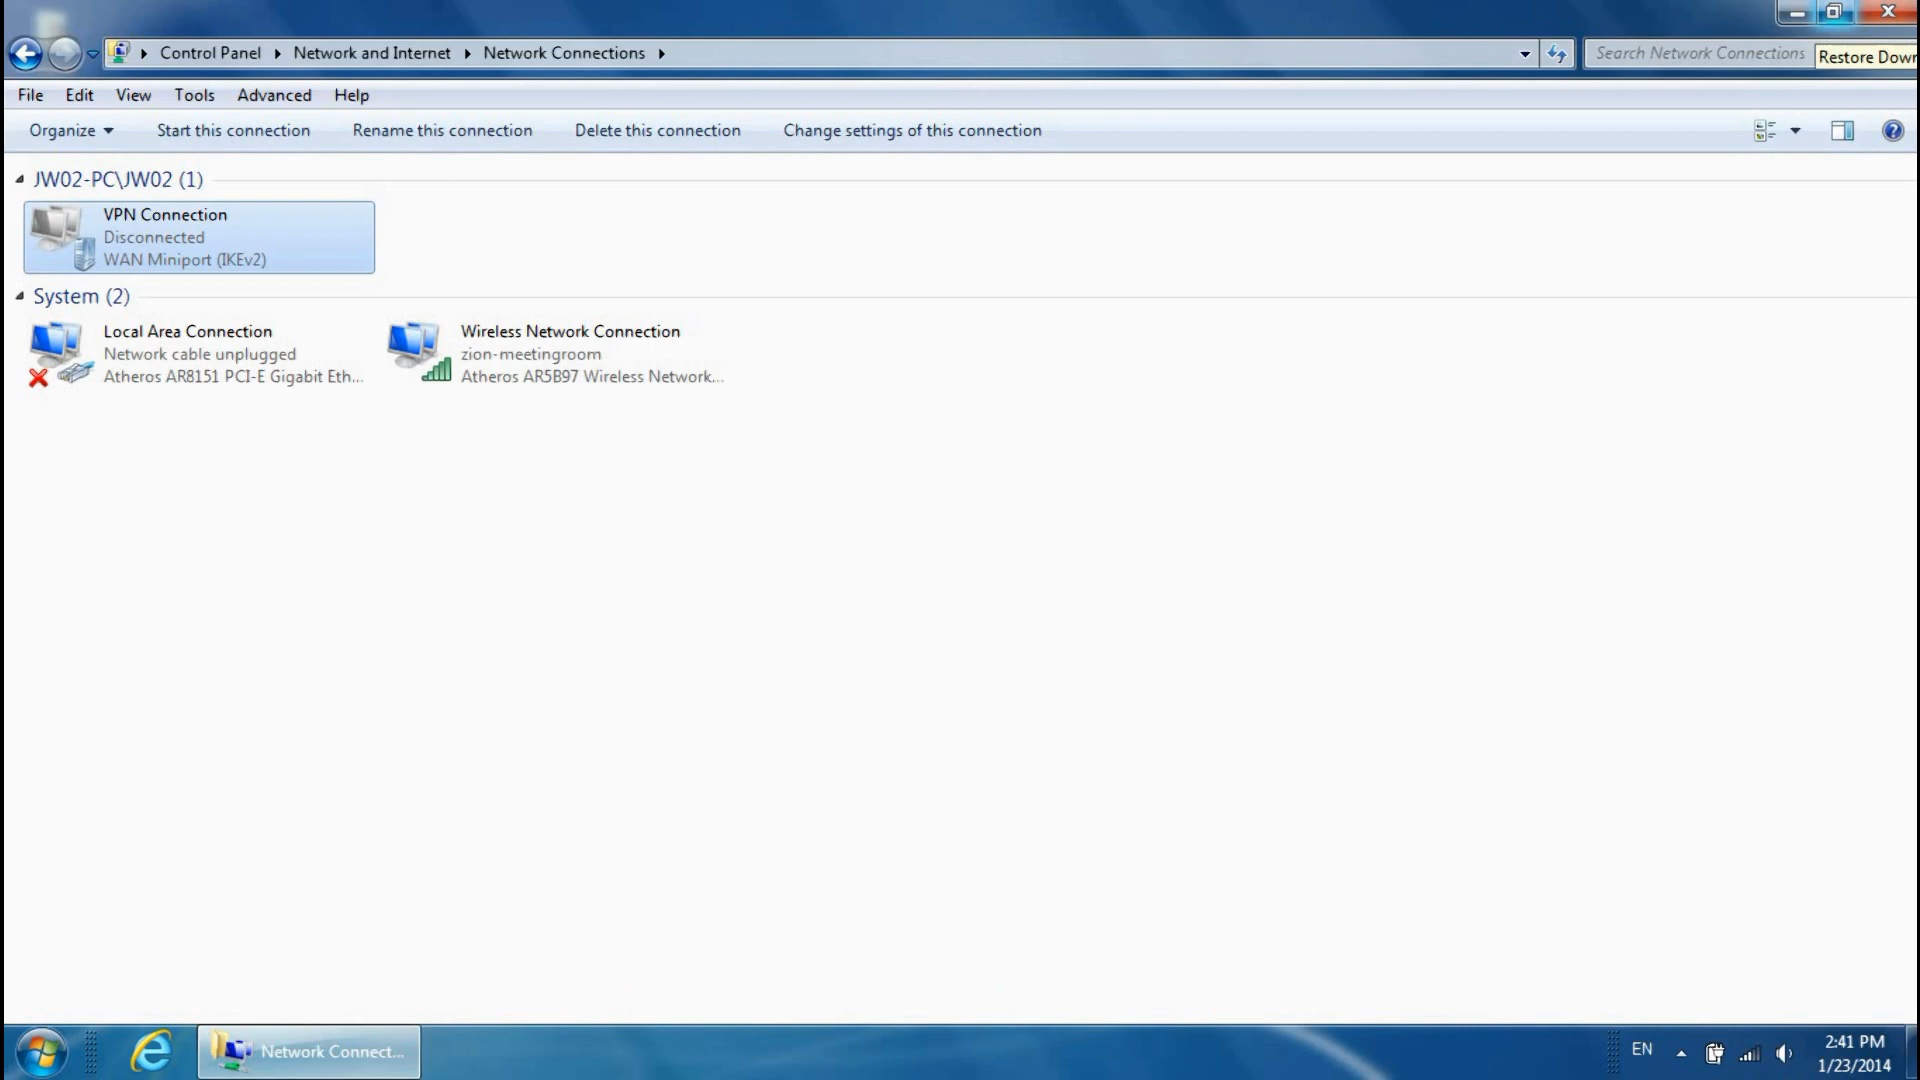 Control Panel Network and Internet Network Connections
Search Network Connections
Restore Dow
File Edit View Tools Advanced Help
Organize Start this connection Rename this connection Delete this connection Change settings of this connection
JW02-PC\JW02 (1)
VPN Connection
Disconnected
WAN Miniport (IKEv2)
System (2)
Local Area Connection
Network cable unplugged
Atheros AR8151 PCI-E Gigabit Eth...
Wireless Network Connection
zion-meetingroom
Atheros AR5B97 Wireless Network...
Network Connect...
EN
2:41 PM
1/23/2014